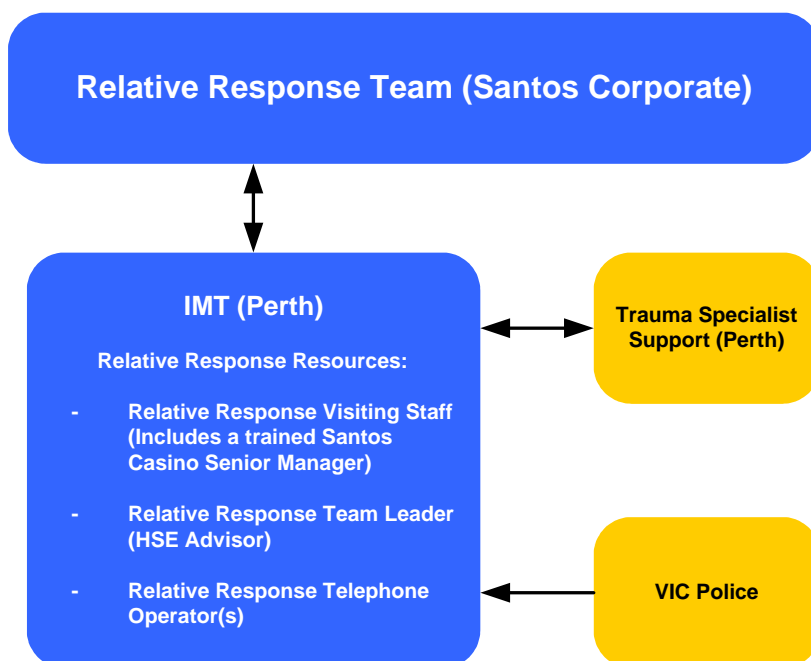 Relative Response Team (Santos Corporate)
IMT (Perth)
Relative Response Resources:
- Relative Response Visiting Staff
(Includes a trained Santos
Casino Senior Manager)
- Relative Response Team Leader
(HSE Advisor)
- Relative Response Telephone
Operator(s)
Trauma Specialist
Support (Perth)
VIC Police